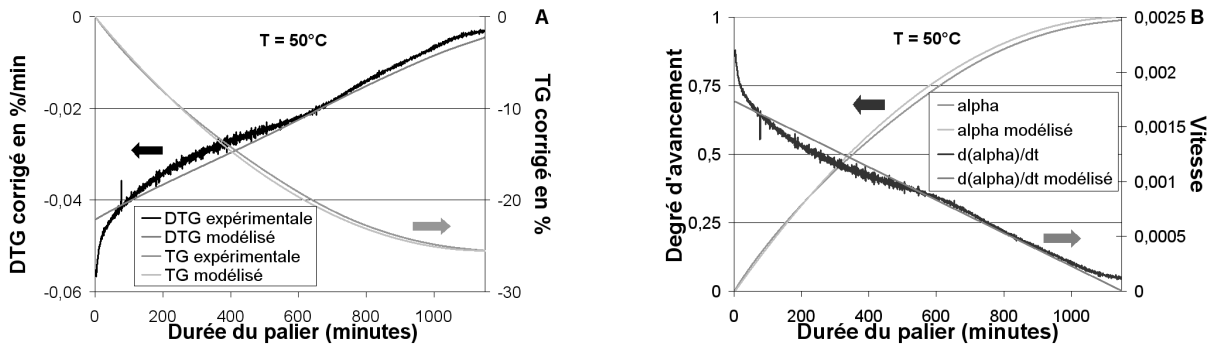 A
T = 50°C
DTG corrigé en %/min
0
-0,02
-0,04
-0,06
TG corrigé en %
0
-10
-20
-30
DTG expérimentale
DTG modélisé
TG expérimentale
TG modélisé
0 200 400 600 800 1000
Durée du palier (minutes)
B
T = 50°C
Degré d'avancement
1
0,75
0,5
0,25
0
Vitesse
0,0025
0,002
0,0015
0,001
0,0005
0
alpha
alpha modélisé
d(alpha)/dt
d(alpha)/dt modélisé
0 200 400 600 800 1000
Durée du palier (minutes)